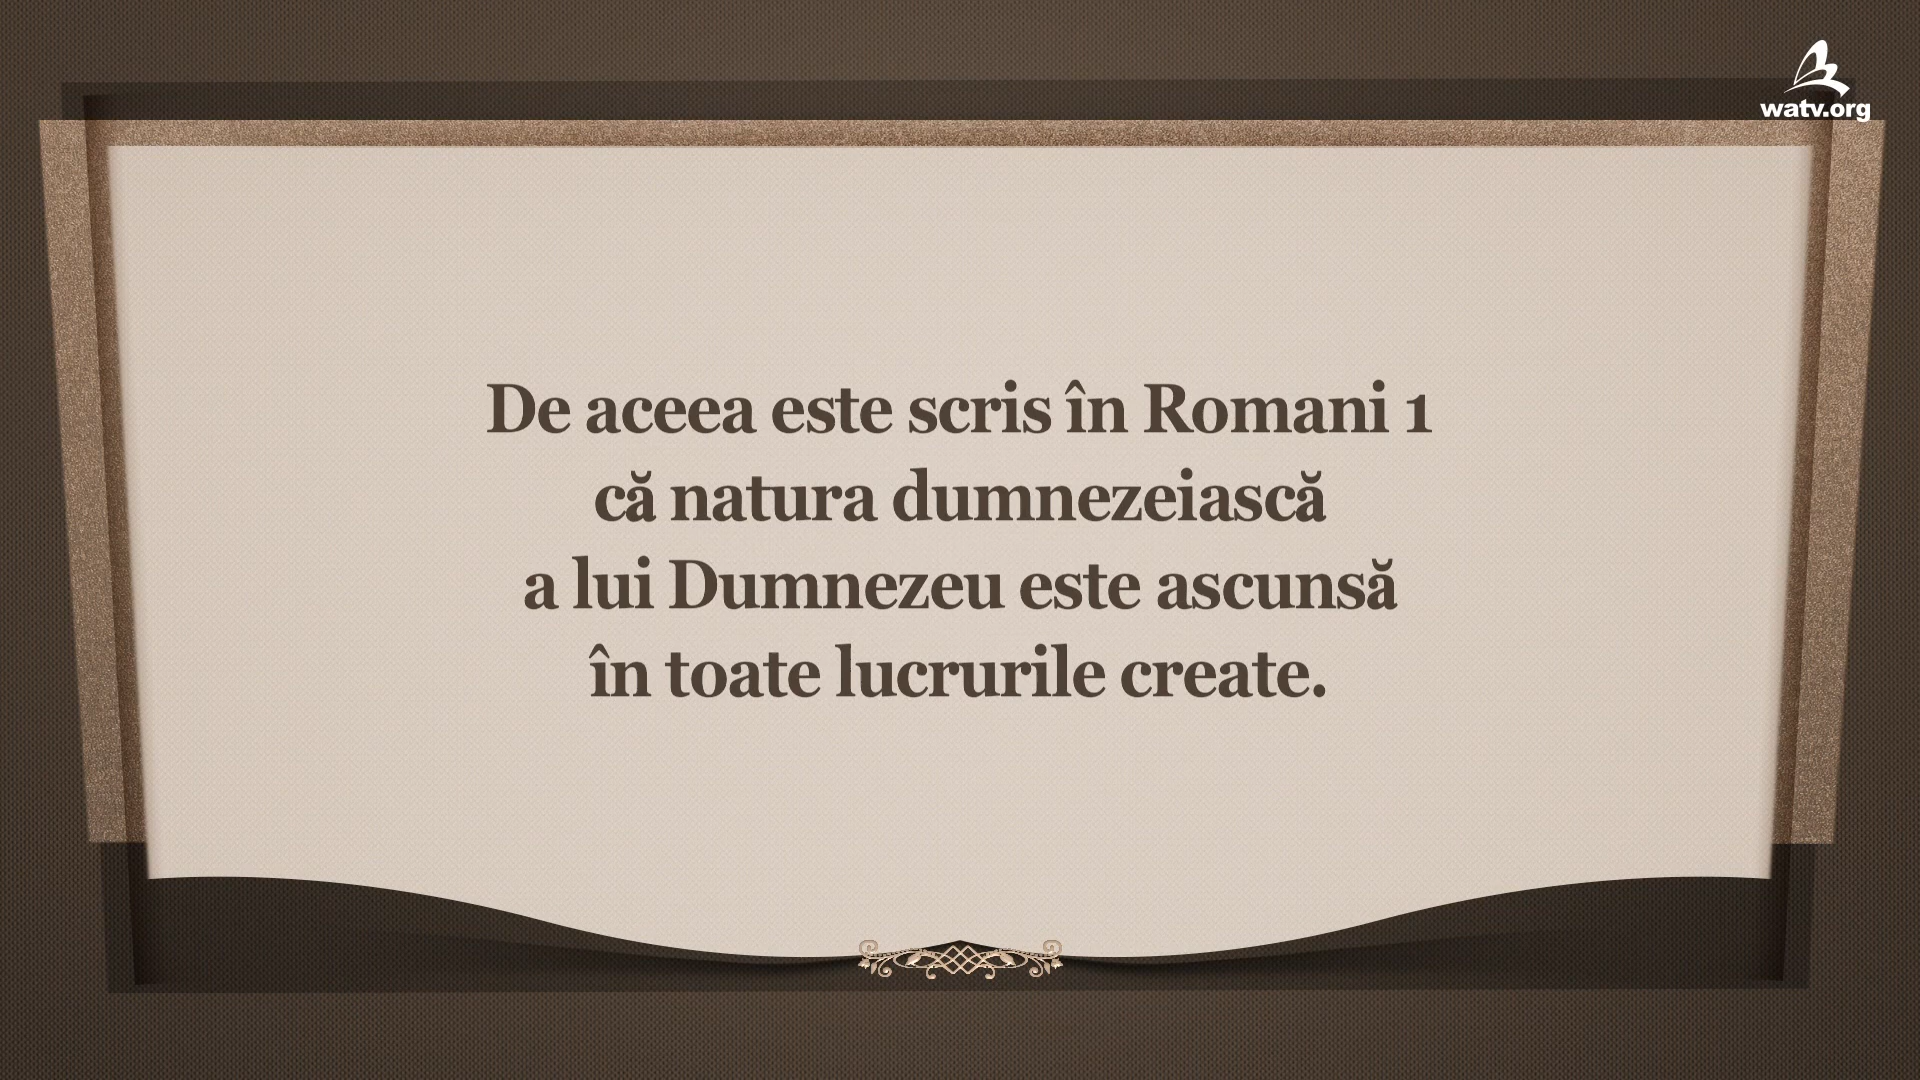 watv.org
De aceea este scris în Romani 1
că natura dumnezeiască
a lui Dumnezeu este ascunsă
în toate lucrurile create.